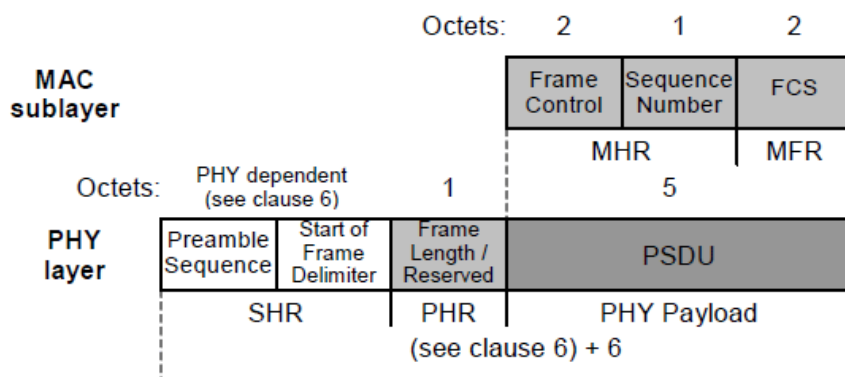 Octets: 2 1 2
MAC
sublayer
Frame
Control
Sequence
Number
FCS
MHR MFR
Octets: PHY dependent
(see clause 6)
1 5
PHY
layer
Preamble
Sequence
Start of
Frame
Delimiter
Frame
Length /
Reserved
PSDU
SHR PHR PHY Payload
(see clause 6) + 6